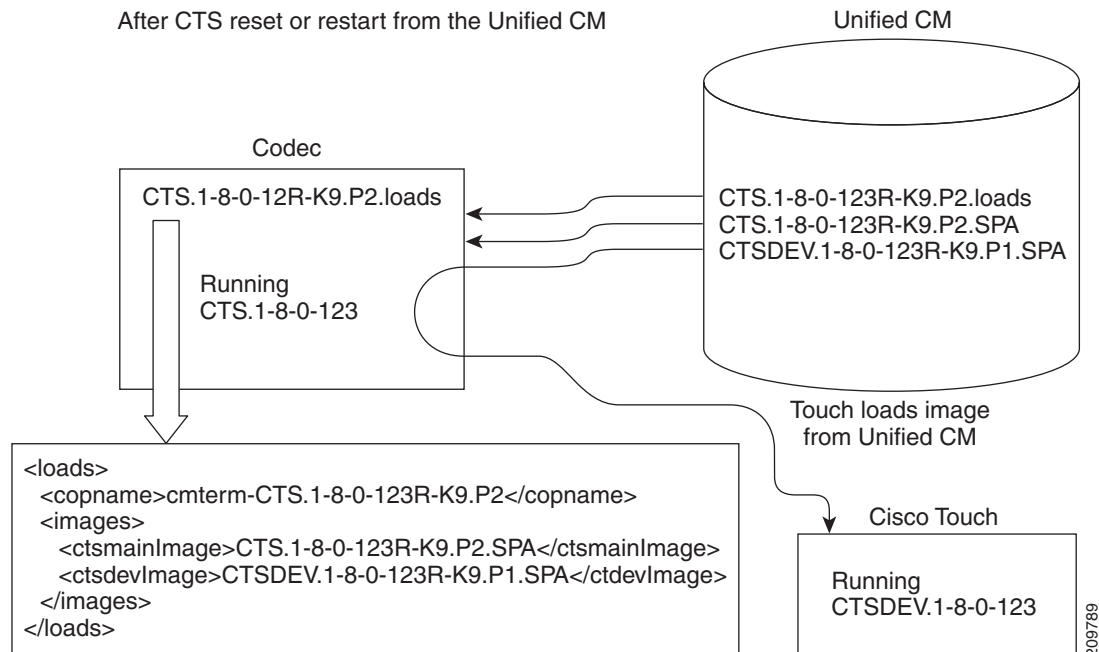 After CTS reset or restart from the Unified CM
Unified CM
Codec
CTS.1-8-0-12R-K9.P2.loads
Running
CTS.1-8-0-123
CTS.1-8-0-123R-K9.P2.loads
CTS.1-8-0-123R-K9.P2.SPA
CTSDEV.1-8-0-123R-K9.P1.SPA
Touch loads image
from Unified CM
<loads>
<copname>cmterm-CTS.1-8-0-123R-K9.P2</copname>
<images>
<ctsmainImage>CTS.1-8-0-123R-K9.P2.SPA</ctsmainImage>
<ctsdevImage>CTSDEV.1-8-0-123R-K9.P1.SPA</ctdevImage>
</images>
</loads>
Cisco Touch
Running
CTSDEV.1-8-0-123
209789